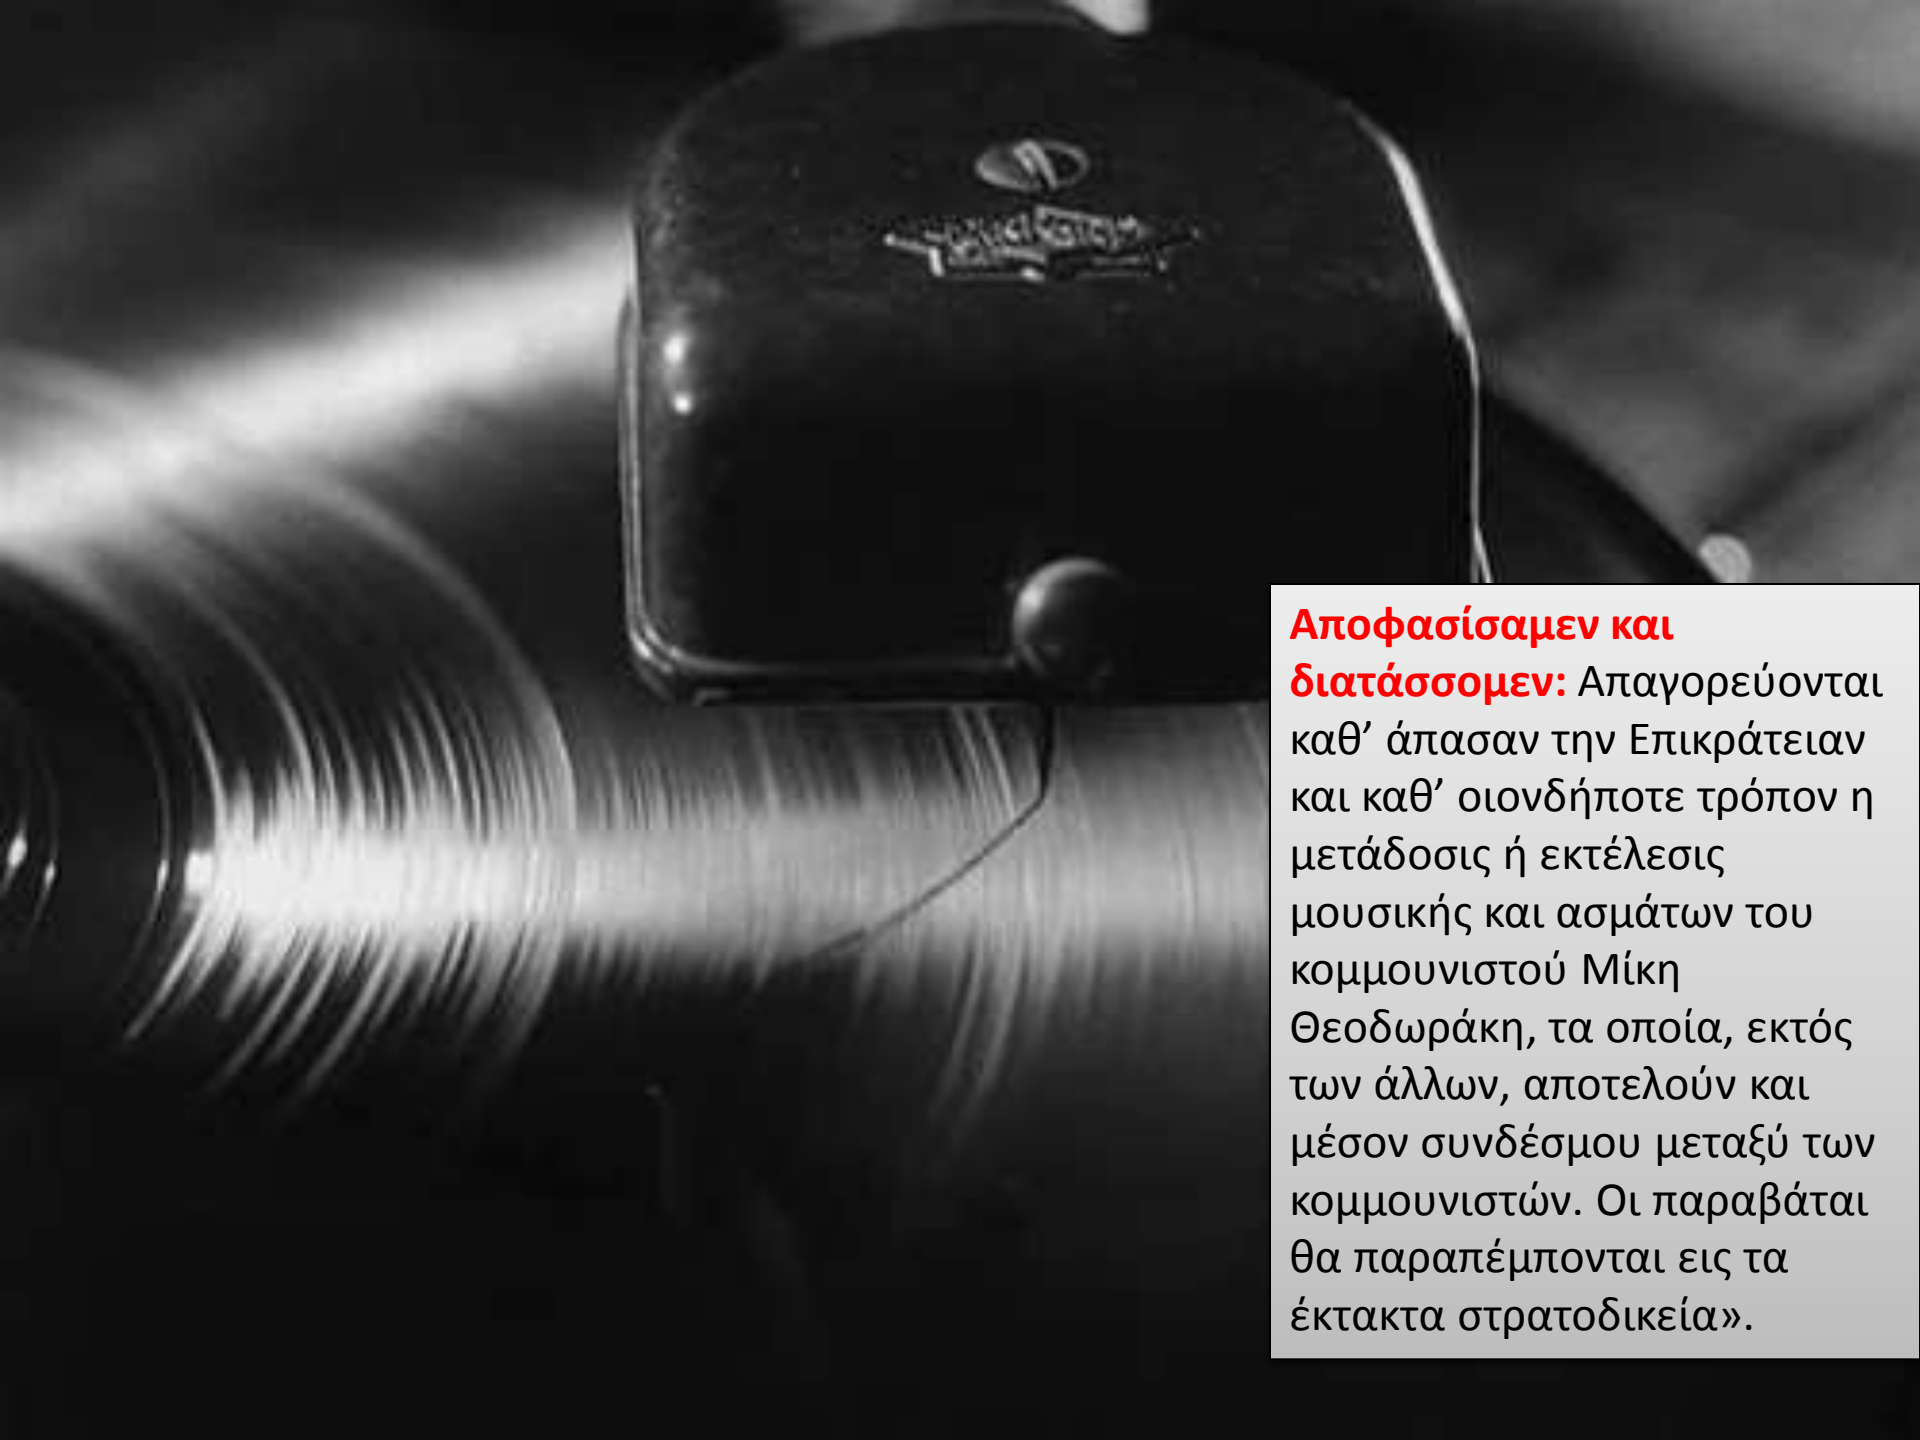 Αποφασίσαμεν και
διατάσσομεν: Απαγορεύονται
καθ’ άπασαν την Επικράτειαν
και καθ’ οιονδήποτε τρόπον η
μετάδοσις ή εκτέλεσις
μουσικής και ασμάτων του
κομμουνιστού Μίκη
Θεοδωράκη, τα οποία, εκτός
των άλλων, αποτελούν και
μέσον συνδέσμου μεταξύ των
κομμουνιστών. Οι παραβάται
θα παραπέμπονται εις τα
έκτακτα στρατοδικεία».